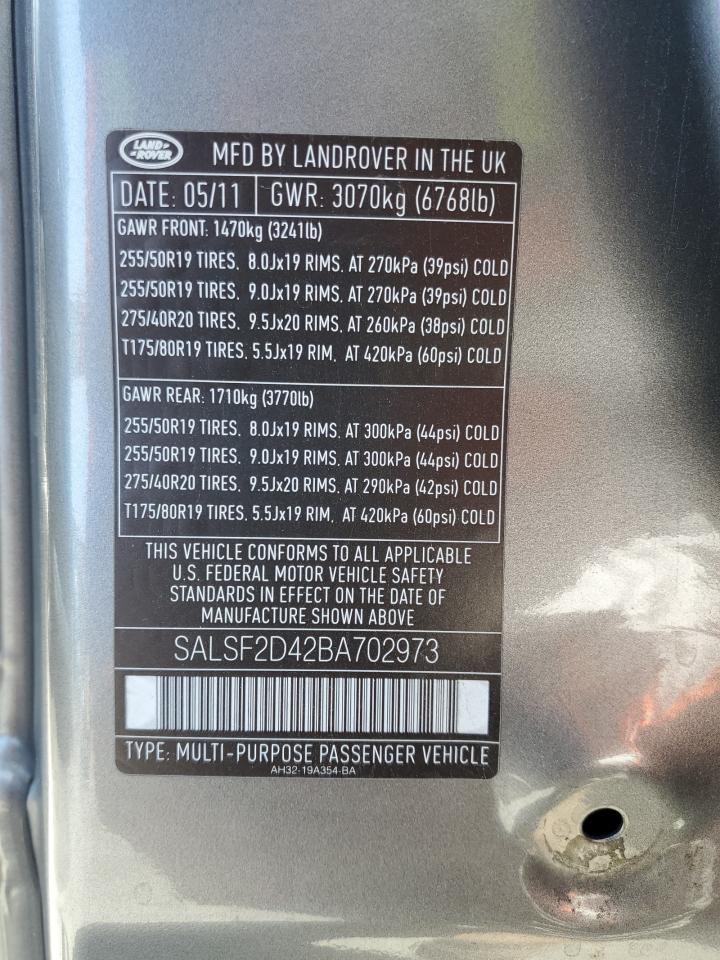 LAND-
-ROVER
MFD BY LANDROVER IN THE UK
DATE: 05/11 GWR: 3070kg (6768lb)
GAWR FRONT: 1470kg (3241lb)
255/50R19 TIRES. 8.0Jx19 RIMS. AT 270kPa (39psi) COLD
255/50R19 TIRES. 9.0Jx19 RIMS. AT 270kPa (39psi) COLD
275/40R20 TIRES. 9.5Jx20 RIMS. AT 260kPa (38psi) COLD
T175/80R19 TIRES. 5.5Jx19 RIM. AT 420kPa (60psi) COLD
GAWR REAR: 1710kg (3770lb)
255/50R19 TIRES. 8.0Jx19 RIMS. AT 300kPa (44psi) COLD
255/50R19 TIRES. 9.0Jx19 RIMS. AT 300kPa (44psi) COLD
275/40R20 TIRES. 9.5Jx20 RIMS. AT 290kPa (42psi) COLD
T175/80R19 TIRES. 5.5Jx19 RIM. AT 420kPa (60psi) COLD
THIS VEHICLE CONFORMS TO ALL APPLICABLE
U.S. FEDERAL MOTOR VEHICLE SAFETY
STANDARDS IN EFFECT ON THE DATE OF
MANUFACTURE SHOWN ABOVE
SALSF2D42BA702973
TYPE: MULTI-PURPOSE PASSENGER VEHICLE
AH32-19A354-BA